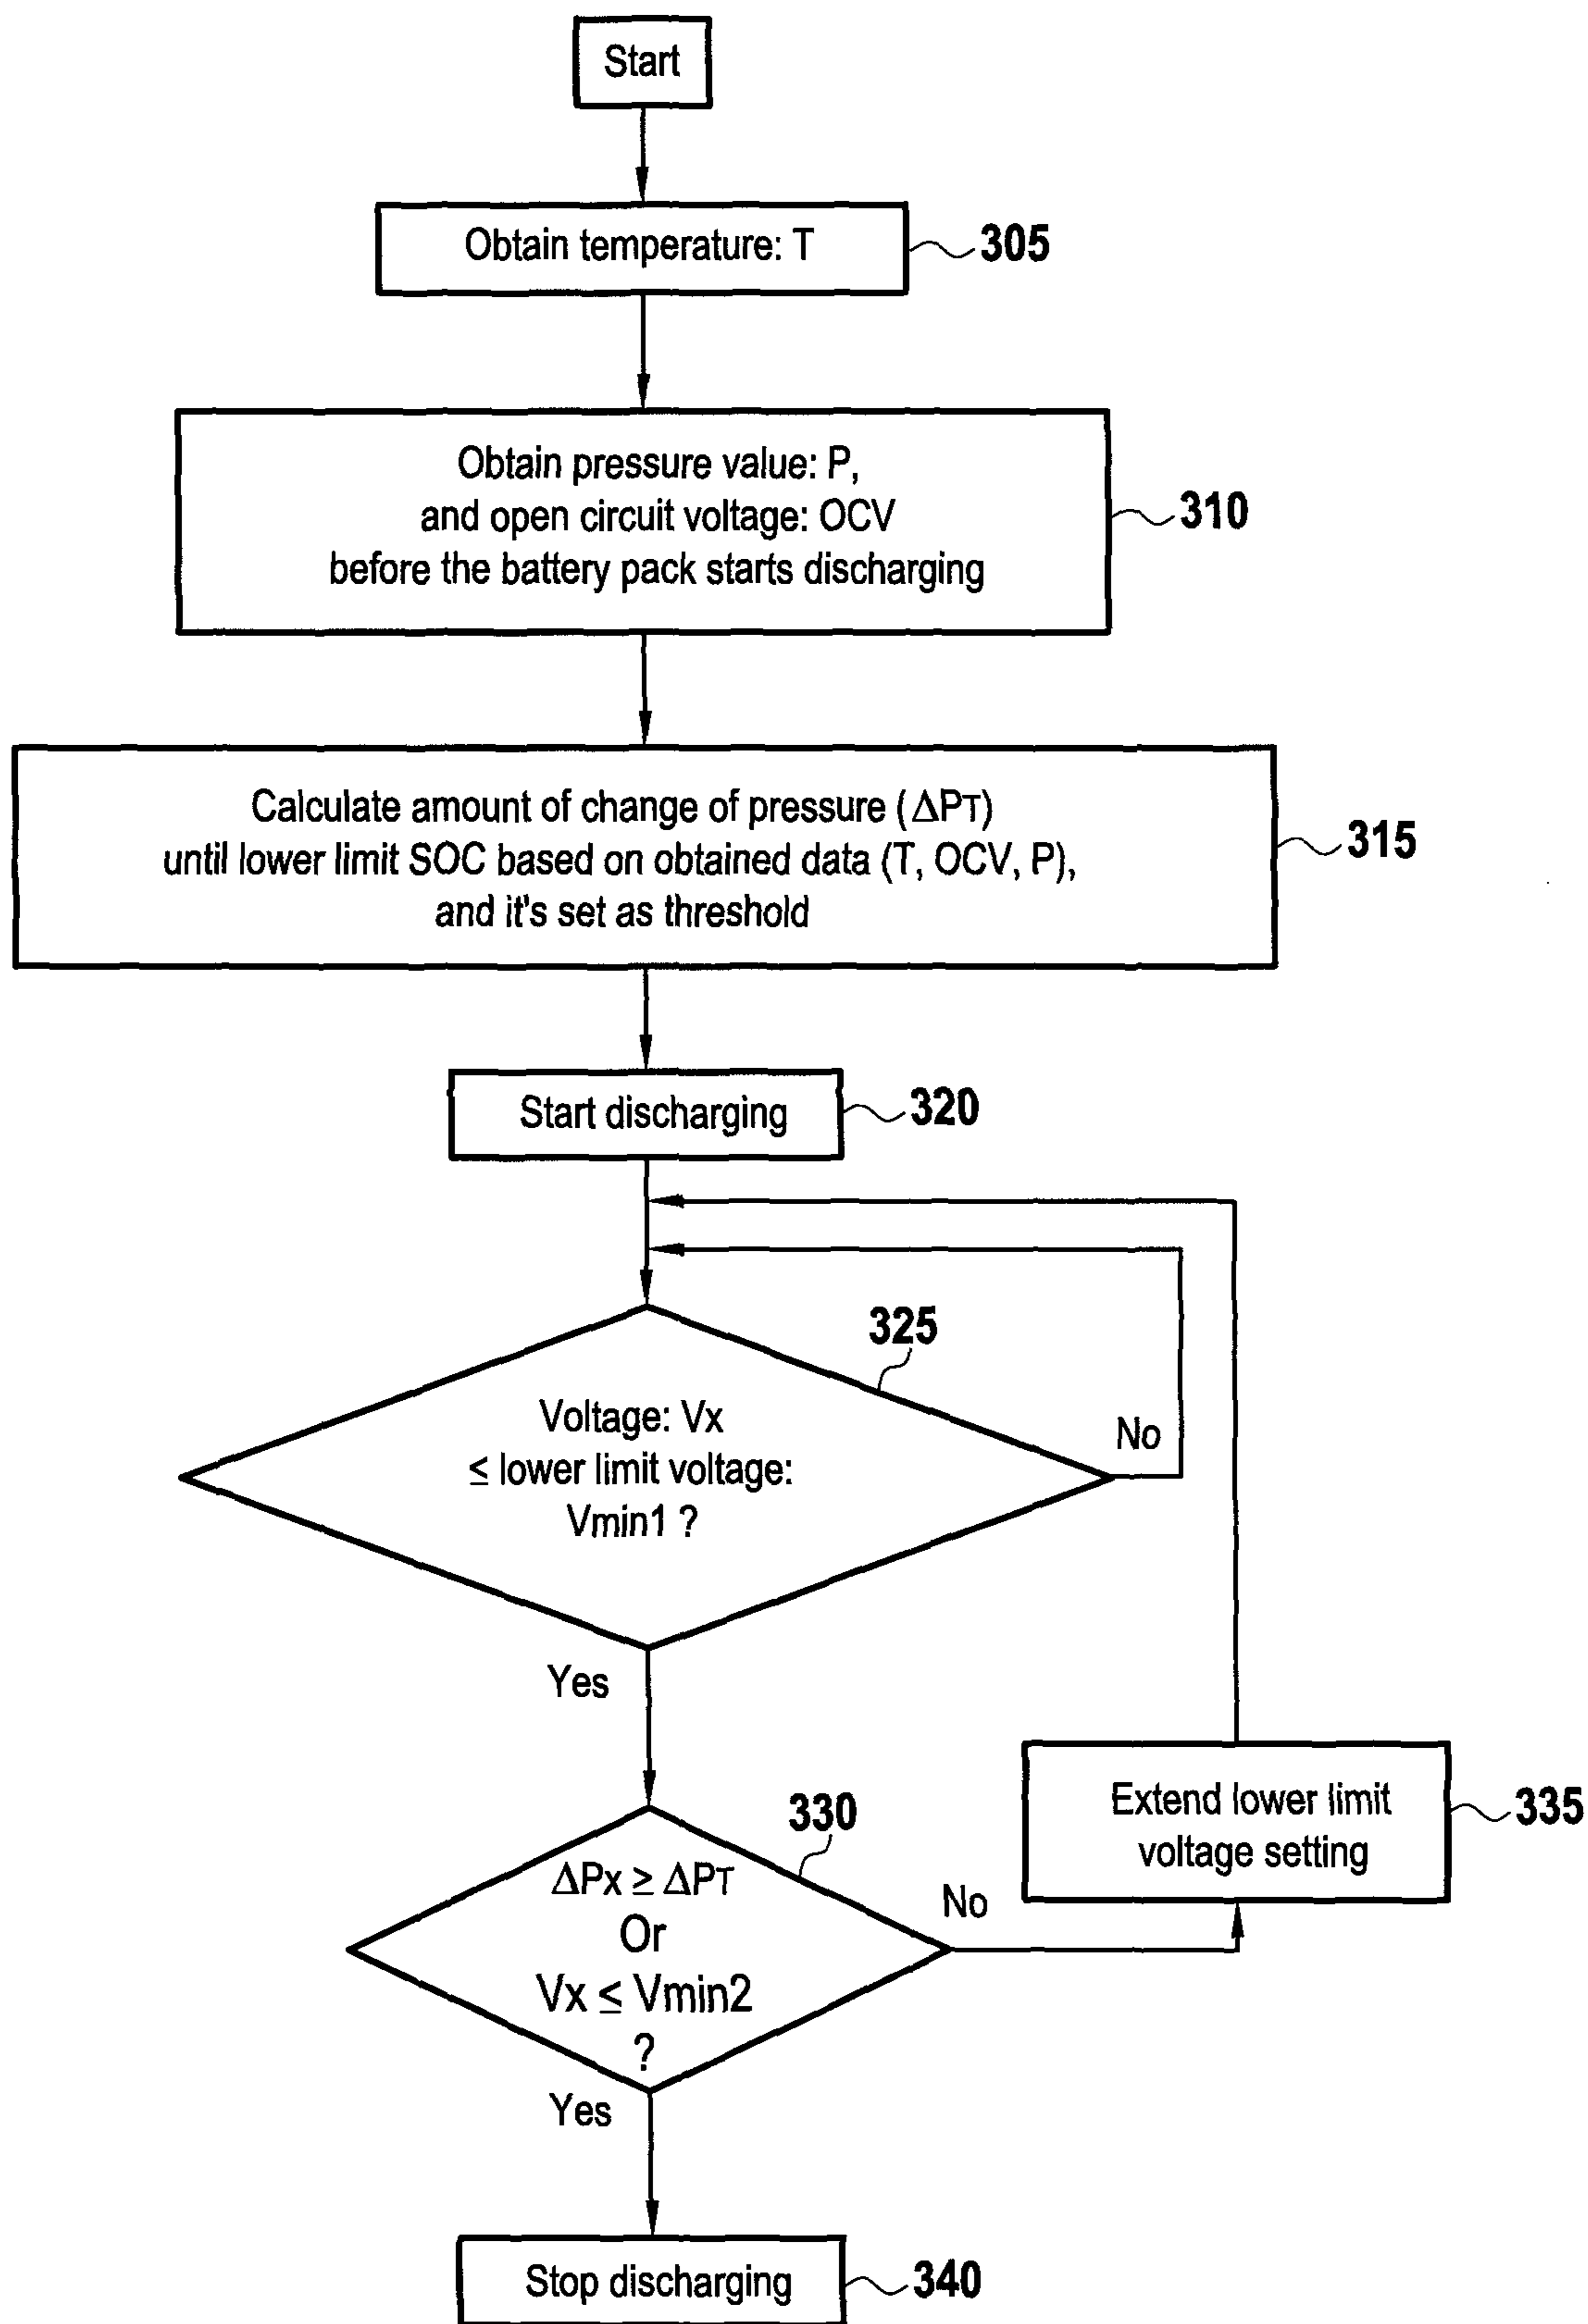 Start
Obtain temperature: T
305
Obtain pressure value: P,
and open circuit voltage: OCV
before the battery pack starts discharging
310
Calculate amount of change of pressure (ΔPT)
until lower limit SOC based on obtained data (T, OCV, P),
and it's set as threshold
315
Start discharging
320
325
Voltage: Vx
≤ lower limit voltage:
Vmin1 ?
No
Yes
330
ΔPx ≥ ΔPT
Or
Vx ≤ Vmin2
?
No
Extend lower limit
voltage setting
335
Yes
Stop discharging
340